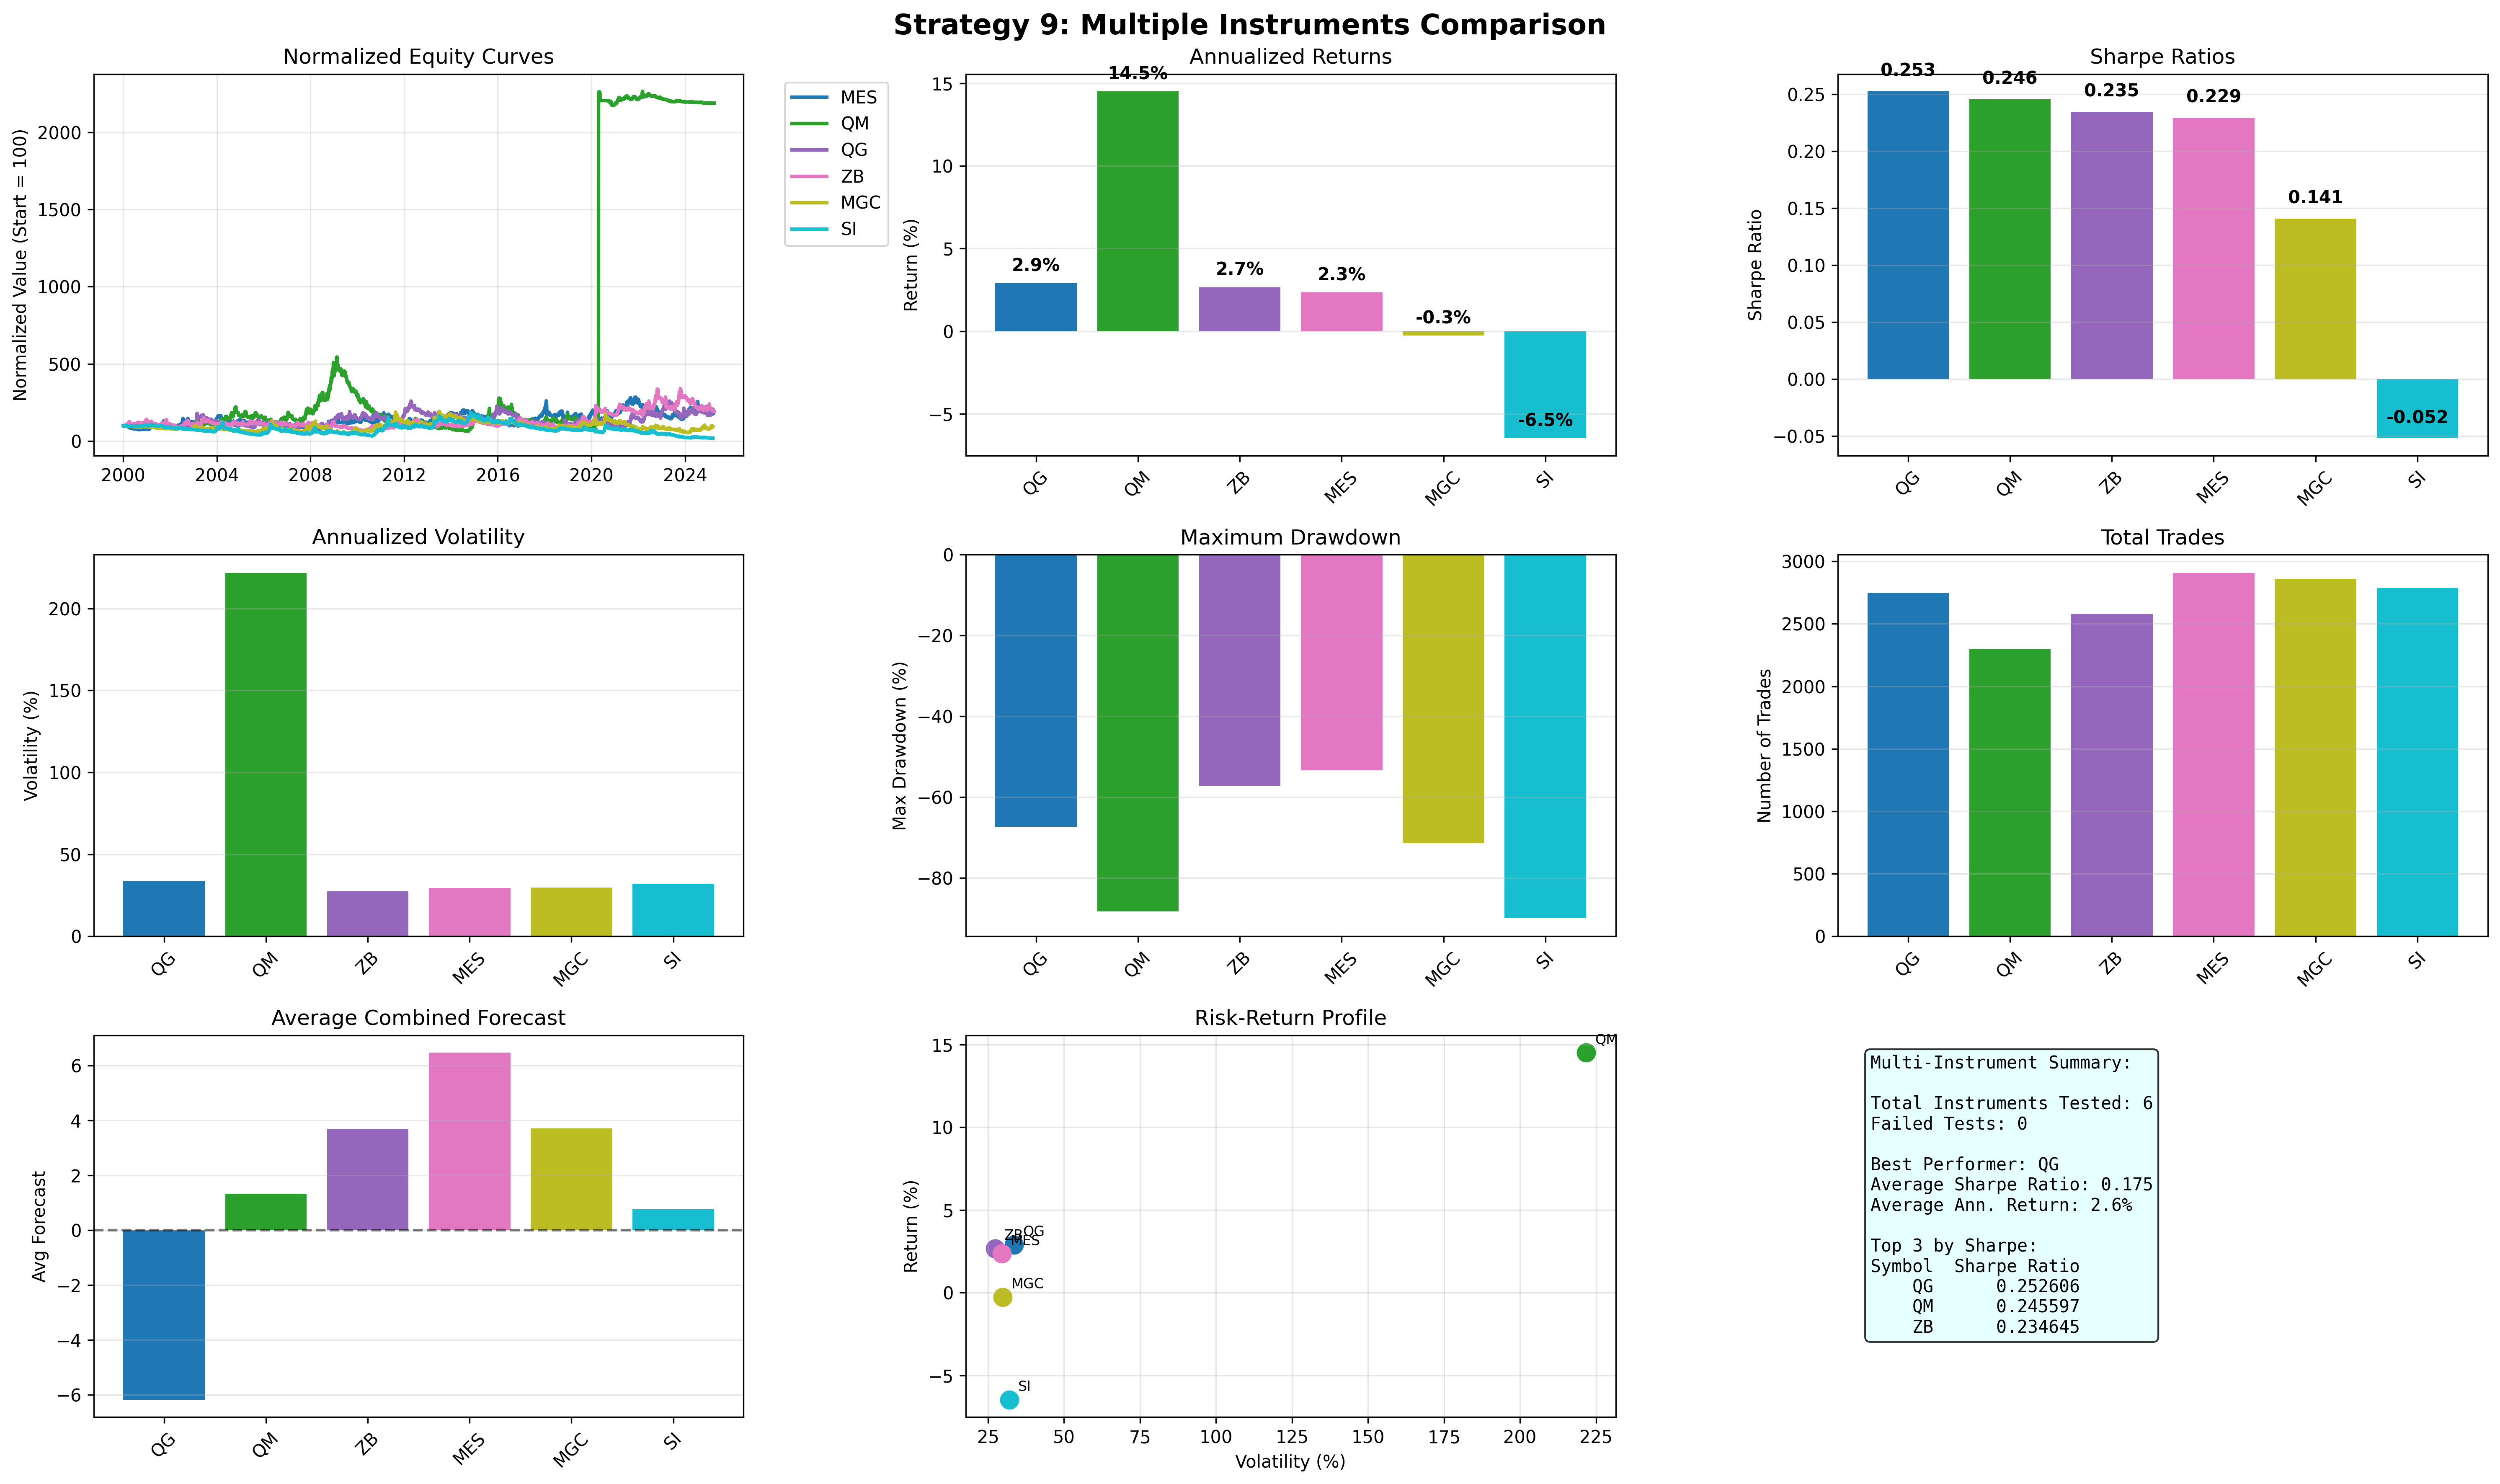 Strategy 9: Multiple Instruments Comparison
Normalized Equity Curves
Normalized Value (Start = 100)
2000
1500
1000
500
0
2000 2004 2008 2012 2016 2020 2024
MES
QM
QG
ZB
MGC
SI
Annualized Returns
Return (%)
15
10
5
0
−5
2.9%
14.5%
2.7%
2.3%
-0.3%
-6.5%
QG QM ZB MES MGC SI
Sharpe Ratios
Sharpe Ratio
0.25
0.20
0.15
0.10
0.05
0.00
−0.05
0.253
0.246
0.235
0.229
0.141
-0.052
QG QM ZB MES MGC SI
Annualized Volatility
Volatility (%)
200
150
100
50
0
QG QM ZB MES MGC SI
Maximum Drawdown
Max Drawdown (%)
0
−20
−40
−60
−80
QG QM ZB MES MGC SI
Total Trades
Number of Trades
3000
2500
2000
1500
1000
500
0
QG QM ZB MES MGC SI
Average Combined Forecast
Avg Forecast
6
4
2
0
−2
−4
−6
QG QM ZB MES MGC SI
Risk-Return Profile
Return (%)
15
10
5
0
−5
QM
ZB
QG
MES
MGC
SI
25 50 75 100 125 150 175 200 225
Volatility (%)
Multi-Instrument Summary:
Total Instruments Tested: 6
Failed Tests: 0
Best Performer: QG
Average Sharpe Ratio: 0.175
Average Ann. Return: 2.6%
Top 3 by Sharpe:
Symbol Sharpe Ratio
QG 0.252606
QM 0.245597
ZB 0.234645